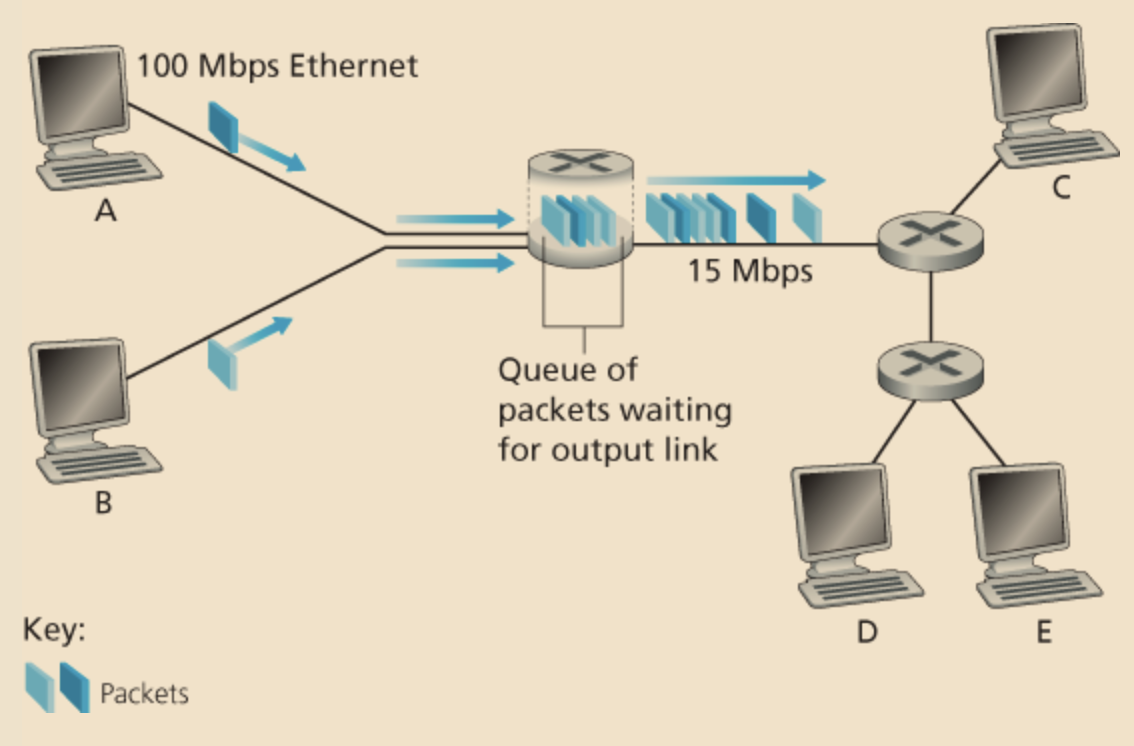 100 Mbps Ethernet
A
C
15 Mbps
Queue of
packets waiting
for output link
B
D
E
Key:
Packets